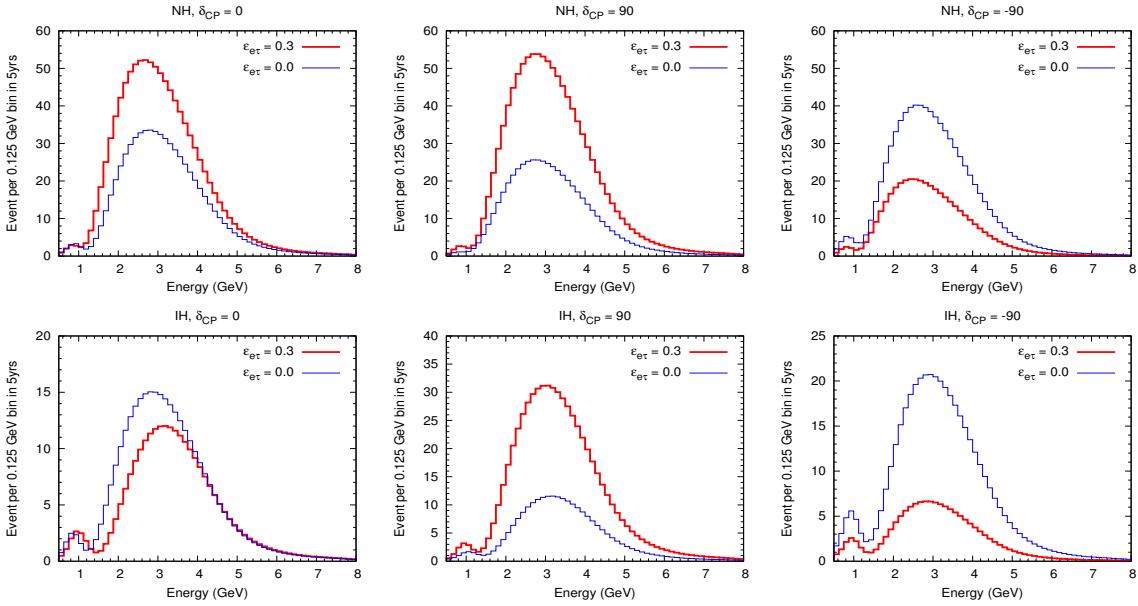 NH, δCP = 0
Event per 0.125 GeV bin in 5yrs
60
50
40
30
20
10
0
εeτ = 0.3
εeτ = 0.0
1 2 3 4 5 6 7 8
Energy (GeV)
NH, δCP = 90
Event per 0.125 GeV bin in 5yrs
60
50
40
30
20
10
0
εeτ = 0.3
εeτ = 0.0
1 2 3 4 5 6 7 8
Energy (GeV)
NH, δCP = -90
Event per 0.125 GeV bin in 5yrs
60
50
40
30
20
10
0
εeτ = 0.3
εeτ = 0.0
1 2 3 4 5 6 7 8
Energy (GeV)
IH, δCP = 0
Event per 0.125 GeV bin in 5yrs
20
15
10
5
0
εeτ = 0.3
εeτ = 0.0
1 2 3 4 5 6 7 8
Energy (GeV)
IH, δCP = 90
Event per 0.125 GeV bin in 5yrs
40
35
30
25
20
15
10
5
0
εeτ = 0.3
εeτ = 0.0
1 2 3 4 5 6 7 8
Energy (GeV)
IH, δCP = -90
Event per 0.125 GeV bin in 5yrs
25
20
15
10
5
0
εeτ = 0.3
εeτ = 0.0
1 2 3 4 5 6 7 8
Energy (GeV)